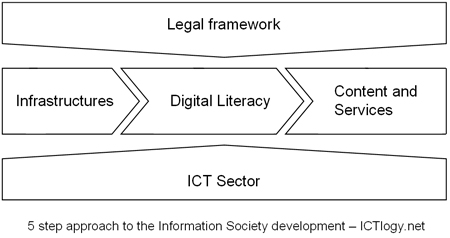 Legal framework
Infrastructures
Digital Literacy
Content and
Services
ICT Sector
5 step approach to the Information Society development – ICTlogy.net